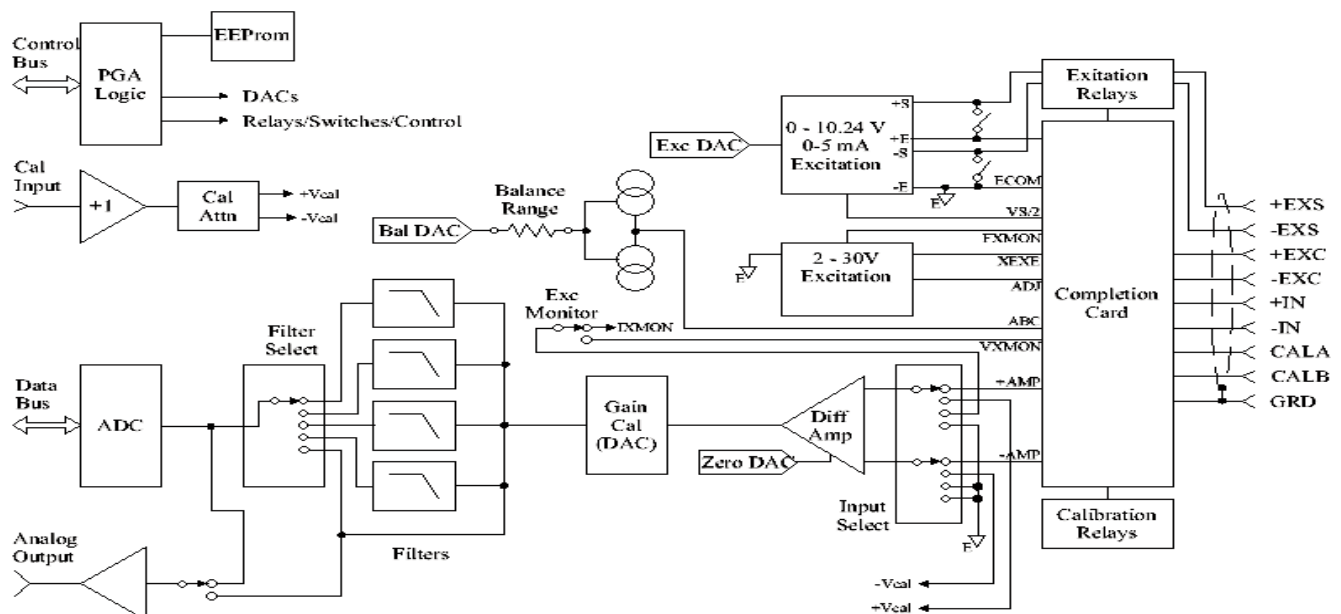 Control
Bus
PGA
Logic
EEProm
DACs
Relays/Switches/Control
Cal
Input
+1
Cal
Attn
+Vcal
-Vcal
Exc DAC
0 - 10.24 V
0-5 mA
Excitation
+S
+E
-S
-E
E
ECOM
VS/2
FXMON
XEXE
ADJ
ABC
VXMON
+AMP
-AMP
Exitation
Relays
Completion
Card
Calibration
Relays
+EXS
-EXS
+EXC
-EXC
+IN
-IN
CALA
CALB
GRD
Balance
Range
Bal DAC
2 - 30V
Excitation
E
Exc
Monitor
IXMON
Filter
Select
Data
Bus
ADC
Filters
Gain
Cal
(DAC)
Diff
Amp
Zero DAC
Input
Select
E
Analog
Output
-Vcal
+Vcal